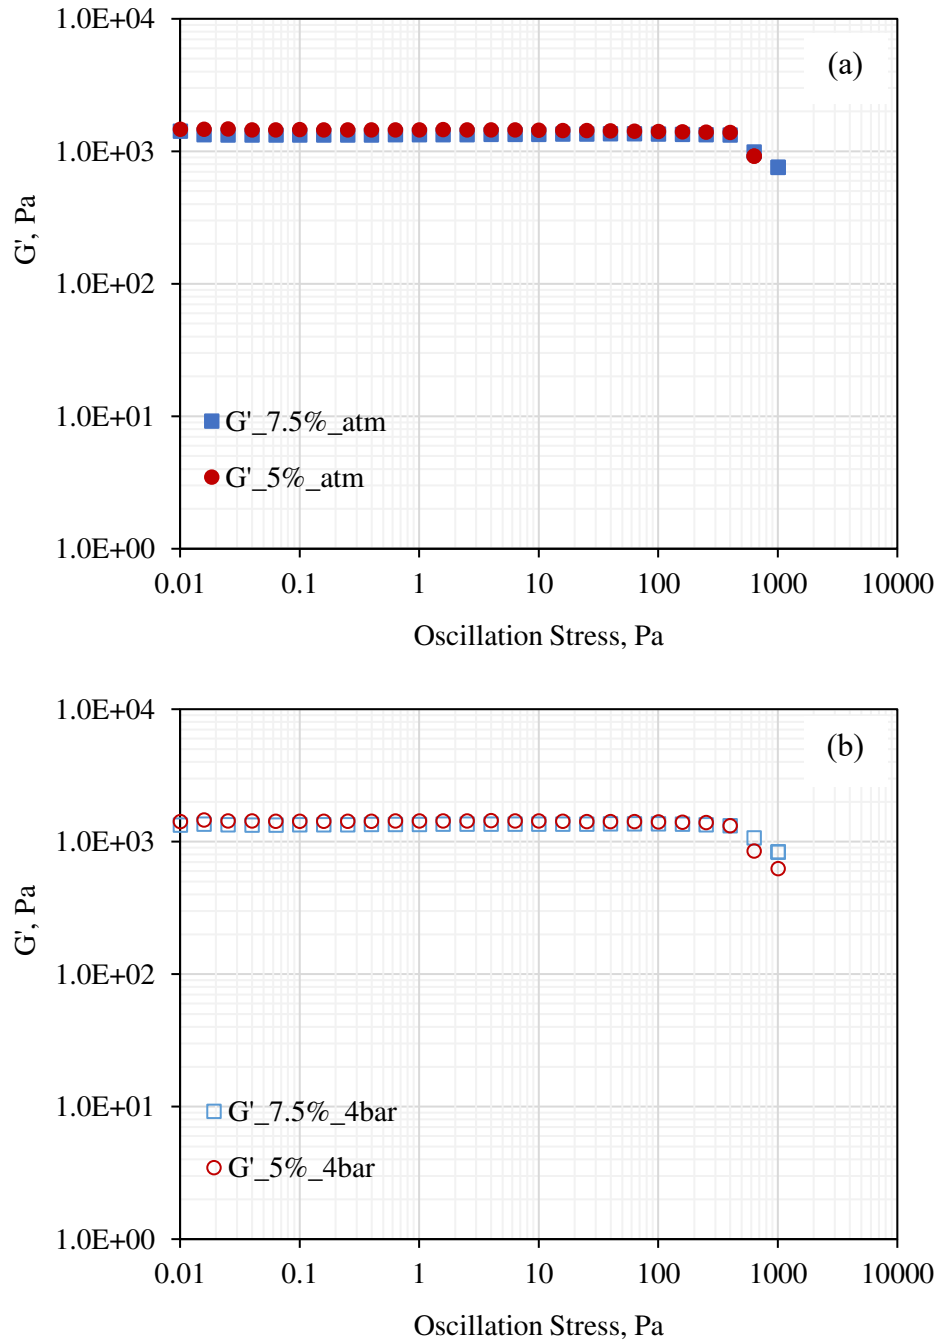 1.0E+04
(a)
1.0E+03
G', Pa
1.0E+02
1.0E+01
G'_7.5%_atm
G'_5%_atm
1.0E+00
0.01 0.1 1 10 100 1000 10000
Oscillation Stress, Pa
1.0E+04
(b)
1.0E+03
G', Pa
1.0E+02
1.0E+01
G'_7.5%_4bar
G'_5%_4bar
1.0E+00
0.01 0.1 1 10 100 1000 10000
Oscillation Stress, Pa